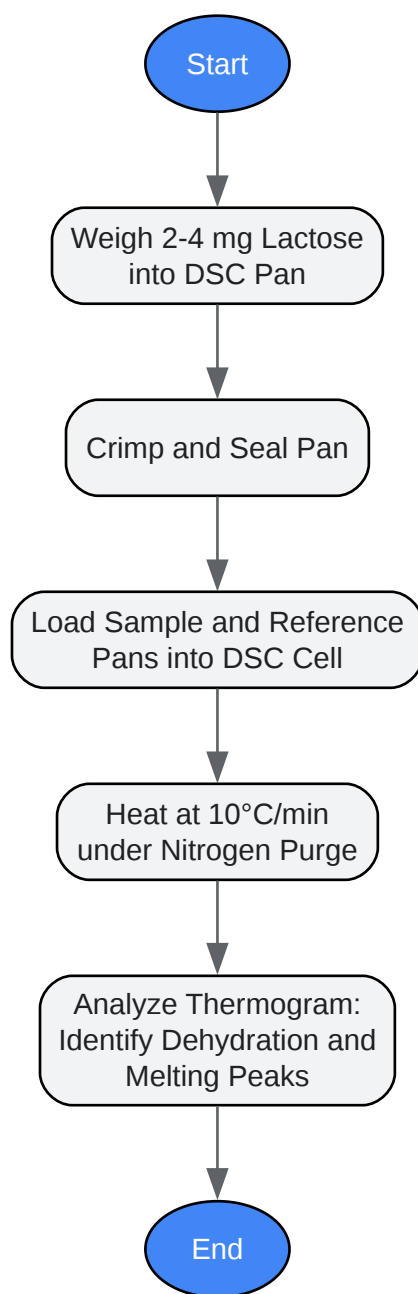 Start
Weigh 2-4 mg Lactose
into DSC Pan
Crimp and Seal Pan
Load Sample and Reference
Pans into DSC Cell
Heat at 10°C/min
under Nitrogen Purge
Analyze Thermogram:
Identify Dehydration and
Melting Peaks
End